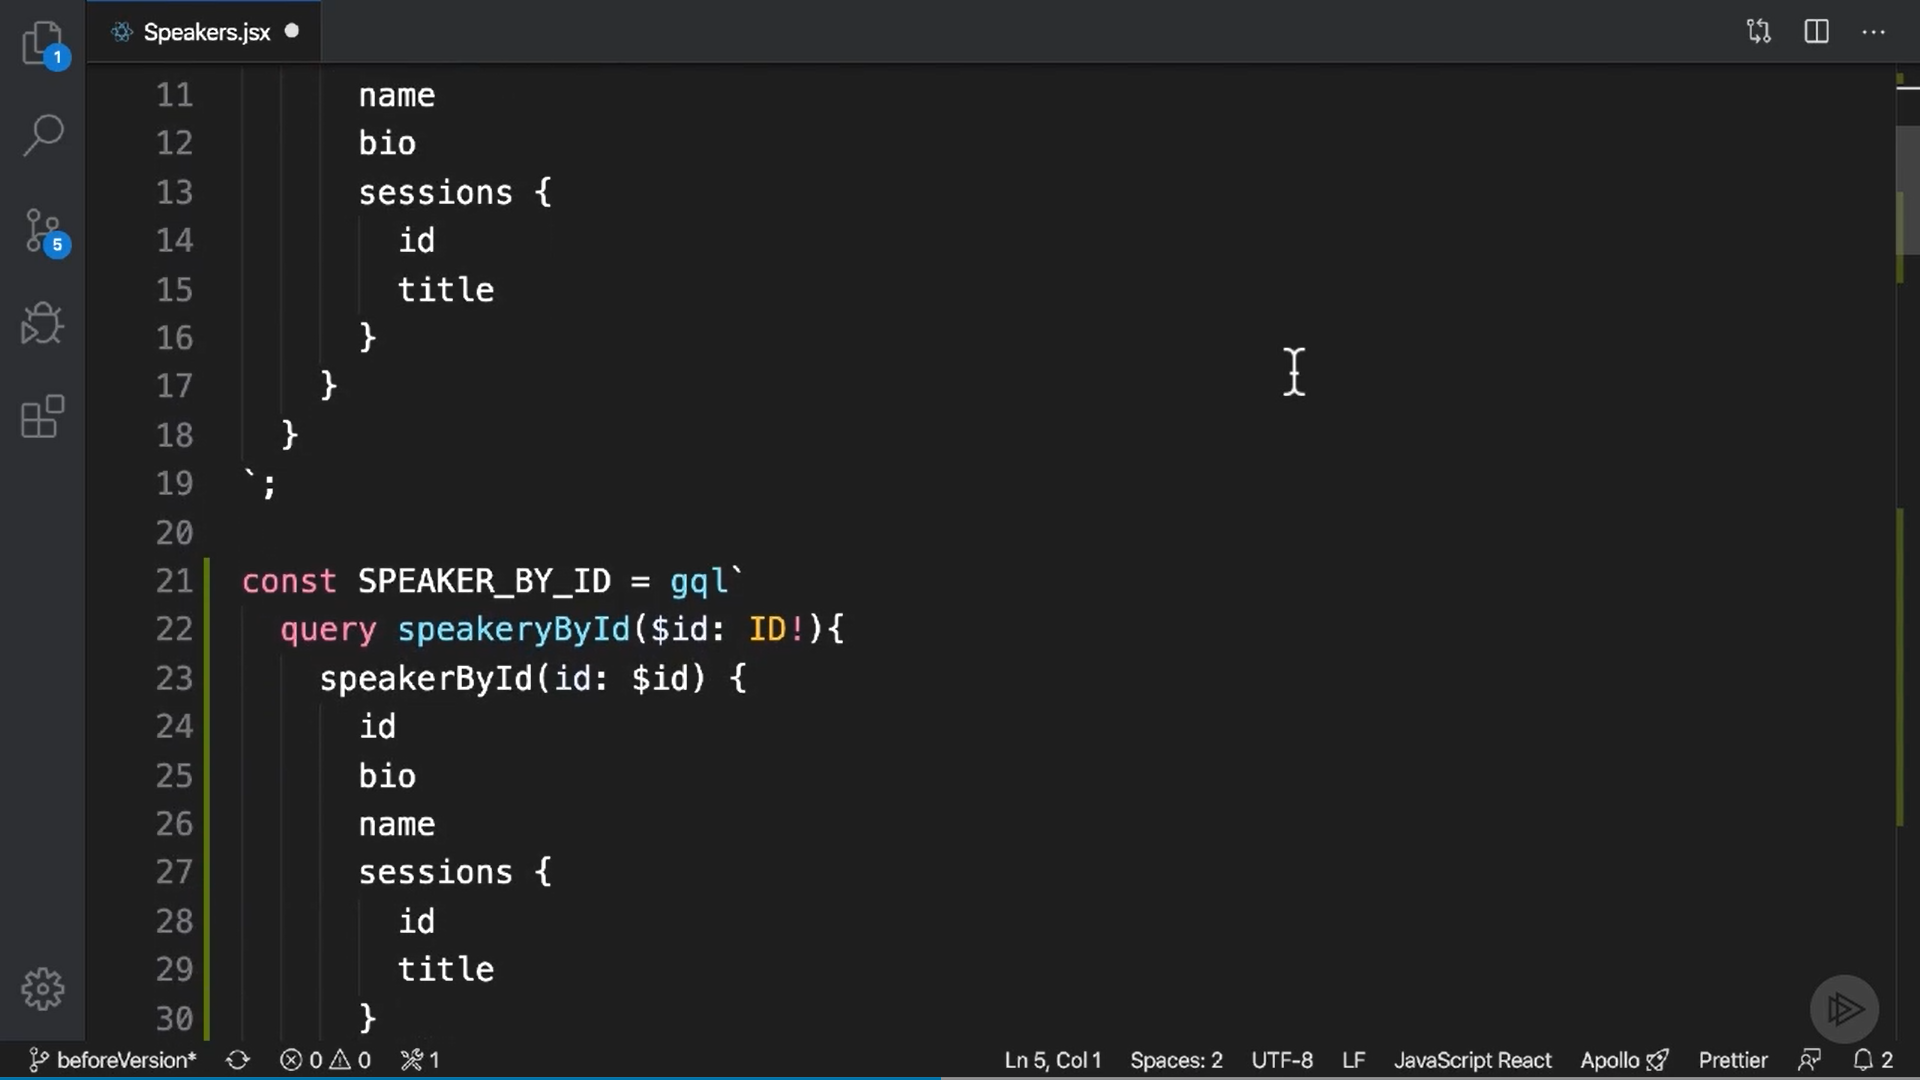 Speakers.jsx
1
5
11 name
12 bio
13 sessions {
14 id
15 title
16 }
17 }
18 }
19 `;
20
21 const SPEAKER_BY_ID = gql`
22 query speakeryById($id: ID!){
23 speakerById(id: $id) {
24 id
25 bio
26 name
27 sessions {
28 id
29 title
30 }
beforeVersion* 0 0 1 Ln 5, Col 1 Spaces: 2 UTF-8 LF JavaScript React Apollo Prettier 2